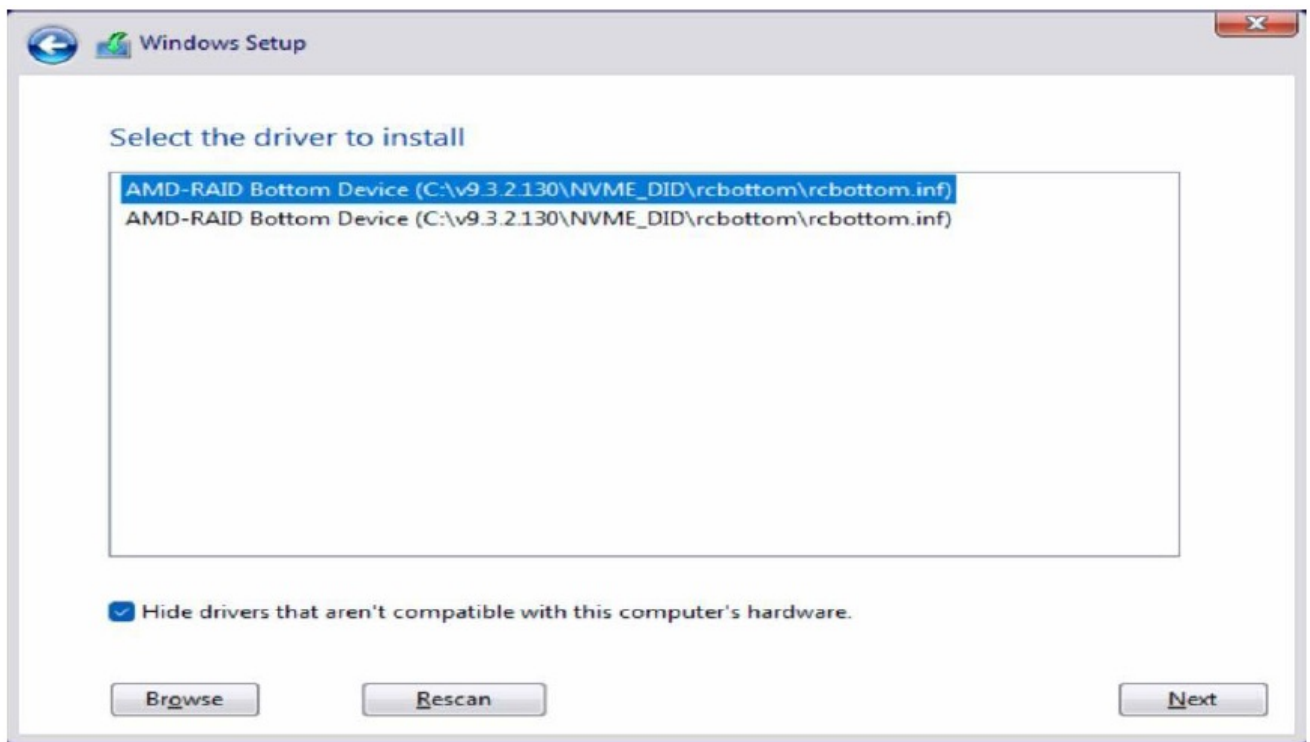 Windows Setup
Select the driver to install
AMD-RAID Bottom Device (C:\v9.3.2.130\NVME_DID\rcbottom\rcbottom.inf)
AMD-RAID Bottom Device (C:\v9.3.2.130\NVME_DID\rcbottom\rcbottom.inf)
Hide drivers that aren't compatible with this computer's hardware.
Browse Rescan Next